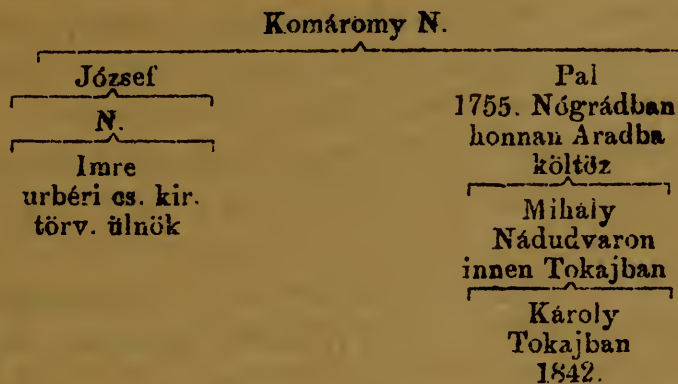 Komáromy N.
József
N.
Imre
urbéri cs. kir.
törv. ülnök
Pal
1755. Nógrádban
honnan Aradba
költöz
Mihály
Nádudvaron
innen Tokajban
Károly
Tokajban
1842.